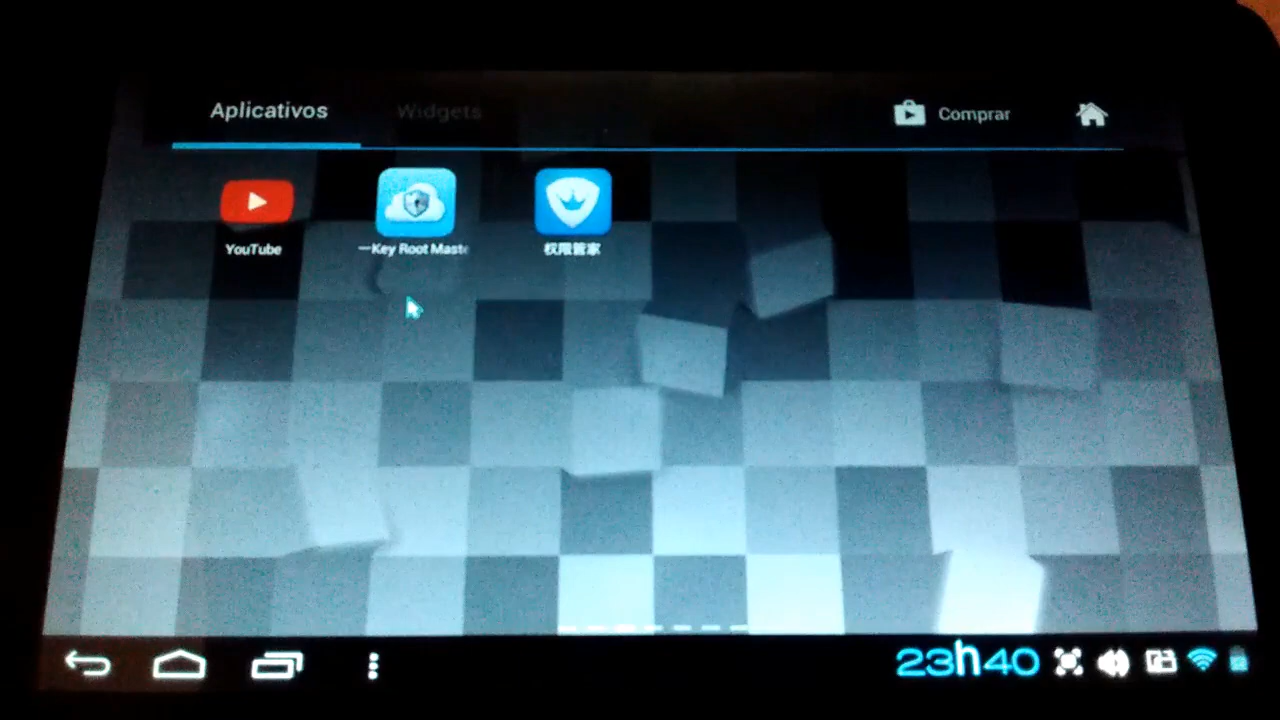 Aplicativos
Widgets
Comprar
YouTube
一Key Root Maste
权限管家
23h40